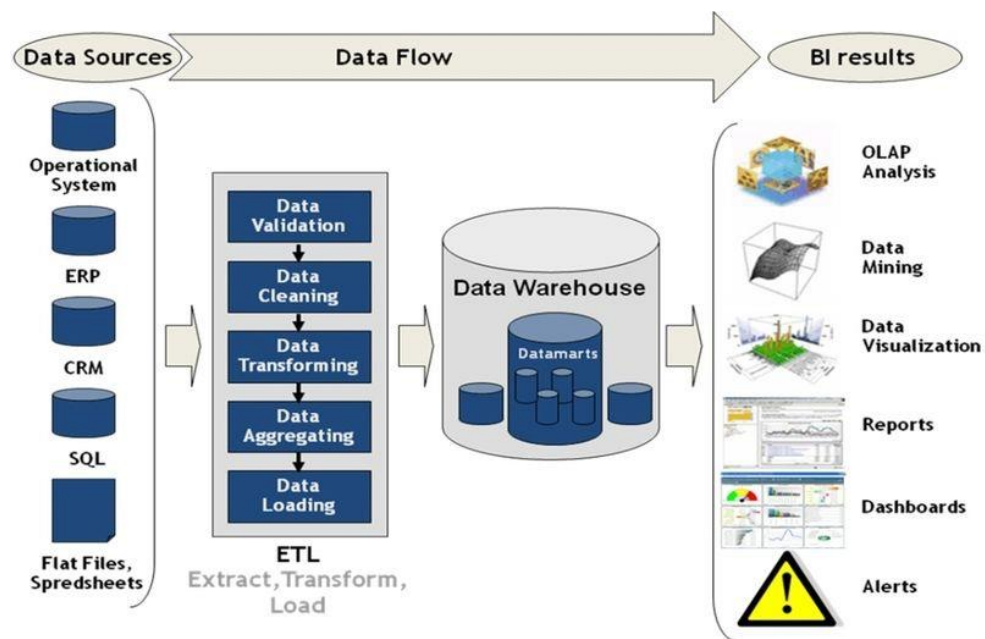 Data Sources
Data Flow
BI results
Operational
System
ERP
CRM
SQL
Flat Files,
Spredsheets
Data
Validation
Data
Cleaning
Data
Transforming
Data
Aggregating
Data
Loading
ETL
Extract, Transform,
Load
Data Warehouse
Datamarts
OLAP
Analysis
Data
Mining
Data
Visualization
Reports
Dashboards
Alerts